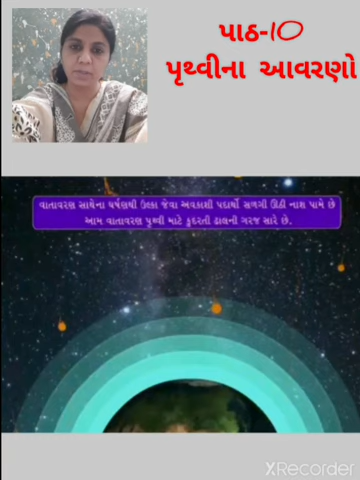 પાઠ-10
પૃથ્વીના આવરણો
વાતાવરણ સાથેના ઘર્ષણથી ઉલ્કા જેવા અવકાશી પદાર્થો સળગી ઊઠી નાશ પામે છે
આમ વાતાવરણ પૃથ્વી માટે કુદરતી ઢાલની ગરજ સારે છે.
XRecorder